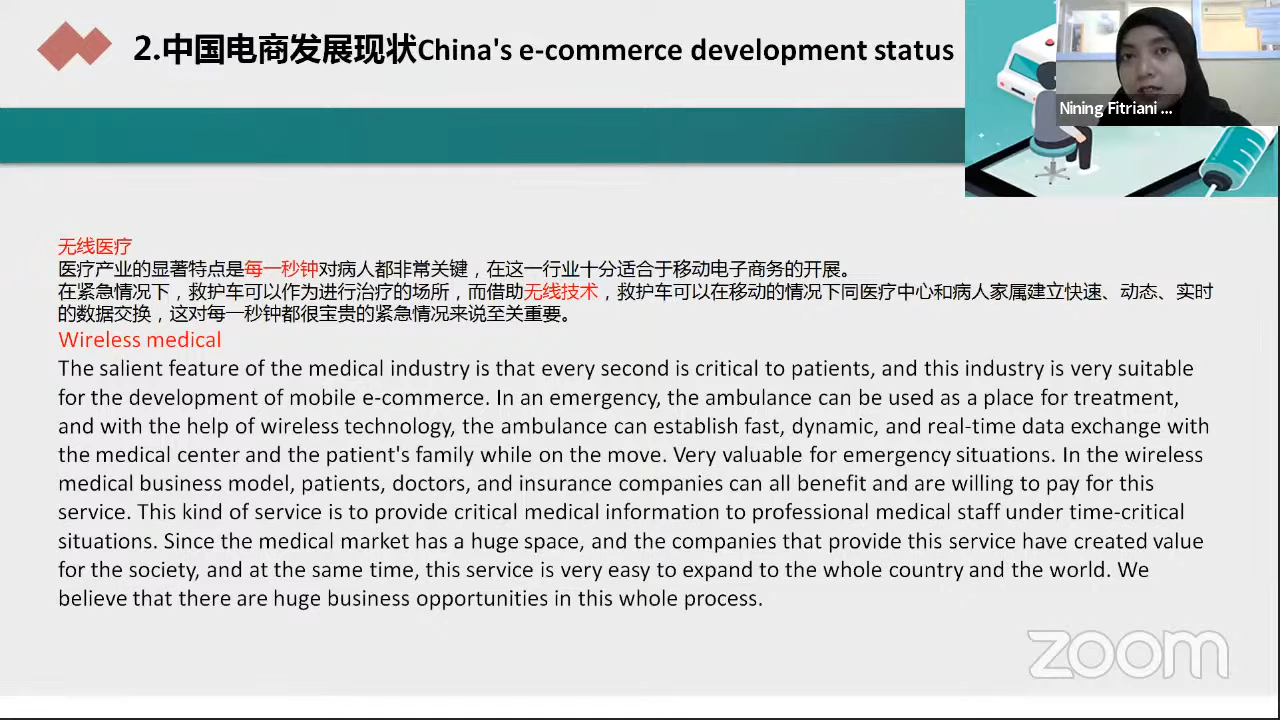 2.中国电商发展现状China's e-commerce development status
Nining Fitriani ...
无线医疗
医疗产业的显著特点是每一秒钟对病人都非常关键，在这一行业十分适合于移动电子商务的开展。
在紧急情况下，救护车可以作为进行治疗的场所，而借助无线技术，救护车可以在移动的情况下同医疗中心和病人家属建立快速、动态、实时
的数据交换，这对每一秒钟都很宝贵的紧急情况来说至关重要。
Wireless medical
The salient feature of the medical industry is that every second is critical to patients, and this industry is very suitable
for the development of mobile e-commerce. In an emergency, the ambulance can be used as a place for treatment,
and with the help of wireless technology, the ambulance can establish fast, dynamic, and real-time data exchange with
the medical center and the patient's family while on the move. Very valuable for emergency situations. In the wireless
medical business model, patients, doctors, and insurance companies can all benefit and are willing to pay for this
service. This kind of service is to provide critical medical information to professional medical staff under time-critical
situations. Since the medical market has a huge space, and the companies that provide this service have created value
for the society, and at the same time, this service is very easy to expand to the whole country and the world. We
believe that there are huge business opportunities in this whole process.
zoom